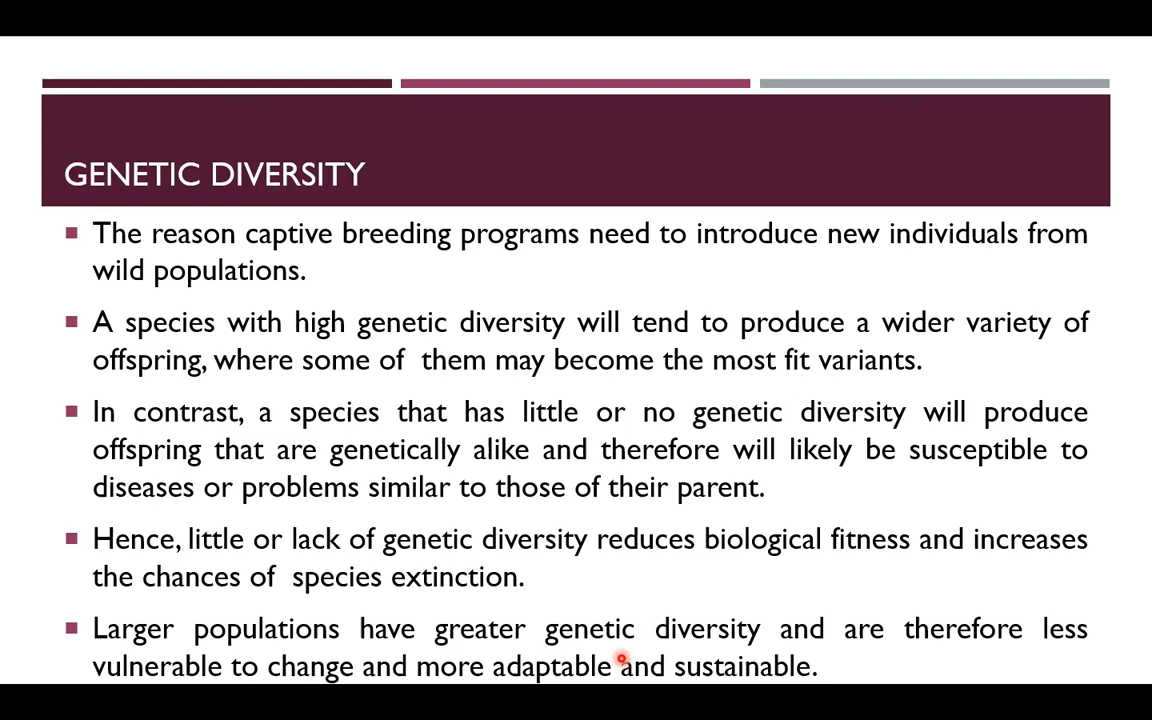 GENETIC DIVERSITY
The reason captive breeding programs need to introduce new individuals from
wild populations.
A species with high genetic diversity will tend to produce a wider variety of
offspring, where some of them may become the most fit variants.
In contrast, a species that has little or no genetic diversity will produce
offspring that are genetically alike and therefore will likely be susceptible to
diseases or problems similar to those of their parent.
Hence, little or lack of genetic diversity reduces biological fitness and increases
the chances of species extinction.
Larger populations have greater genetic diversity and are therefore less
vulnerable to change and more adaptable and sustainable.